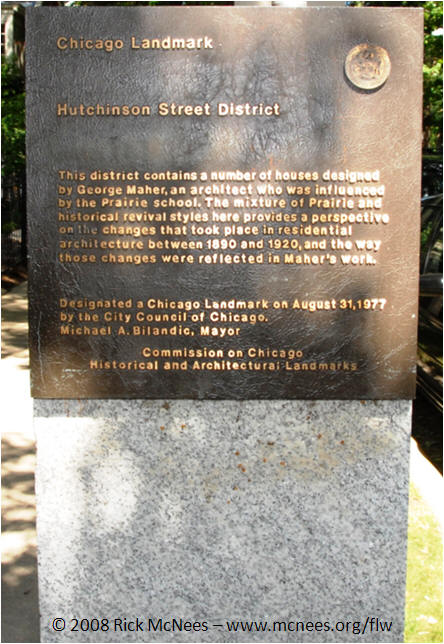 Chicago Landmark
Hutchinson Street District
This district contains a number of houses designed
by George Maher, an architect who was influenced
by the Prairie school. The mixture of Prairie and
historical revival styles here provides a perspective
on the changes that took place in residential
architecture between 1890 and 1920, and the way
those changes were reflected in Maher's work.
Designated a Chicago Landmark on August 31, 1977
by the City Council of Chicago.
Michael A. Bilandic, Mayor
Commission on Chicago
Historical and Architectural Landmarks
© 2008 Rick McNees – www.mcnees.org/flw